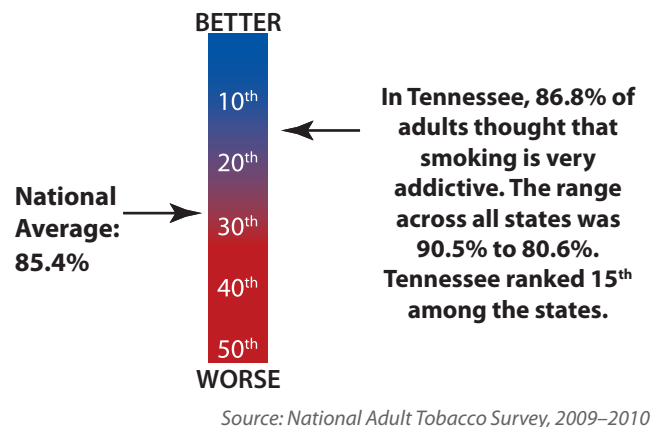 BETTER
10th
20th
30th
40th
50th
WORSE
National
Average:
85.4%
In Tennessee, 86.8% of
adults thought that
smoking is very
addictive. The range
across all states was
90.5% to 80.6%.
Tennessee ranked 15th
among the states.
Source: National Adult Tobacco Survey, 2009–2010